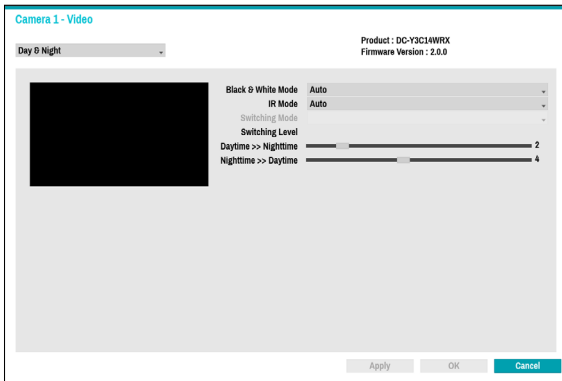 Camera 1 - Video
Day & Night
Product : DC-Y3C14WRX
Firmware Version : 2.0.0
Black & White Mode Auto
IR Mode Auto
Switching Mode
Switching Level
Daytime >> Nighttime 2
Nighttime >> Daytime 4
Apply OK Cancel